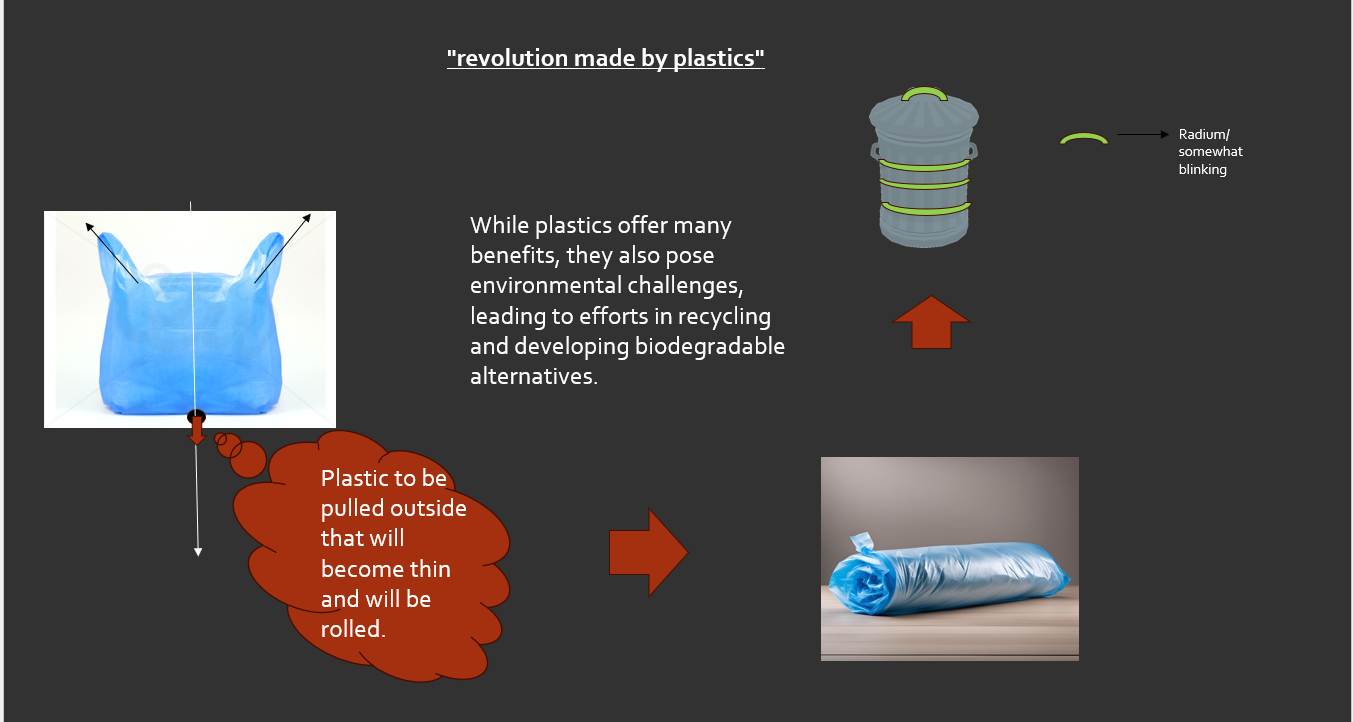 "revolution made by plastics"
Radium/
somewhat
blinking
While plastics offer many
benefits, they also pose
environmental challenges,
leading to efforts in recycling
and developing biodegradable
alternatives.
Plastic to be
pulled outside
that will
become thin
and will be
rolled.